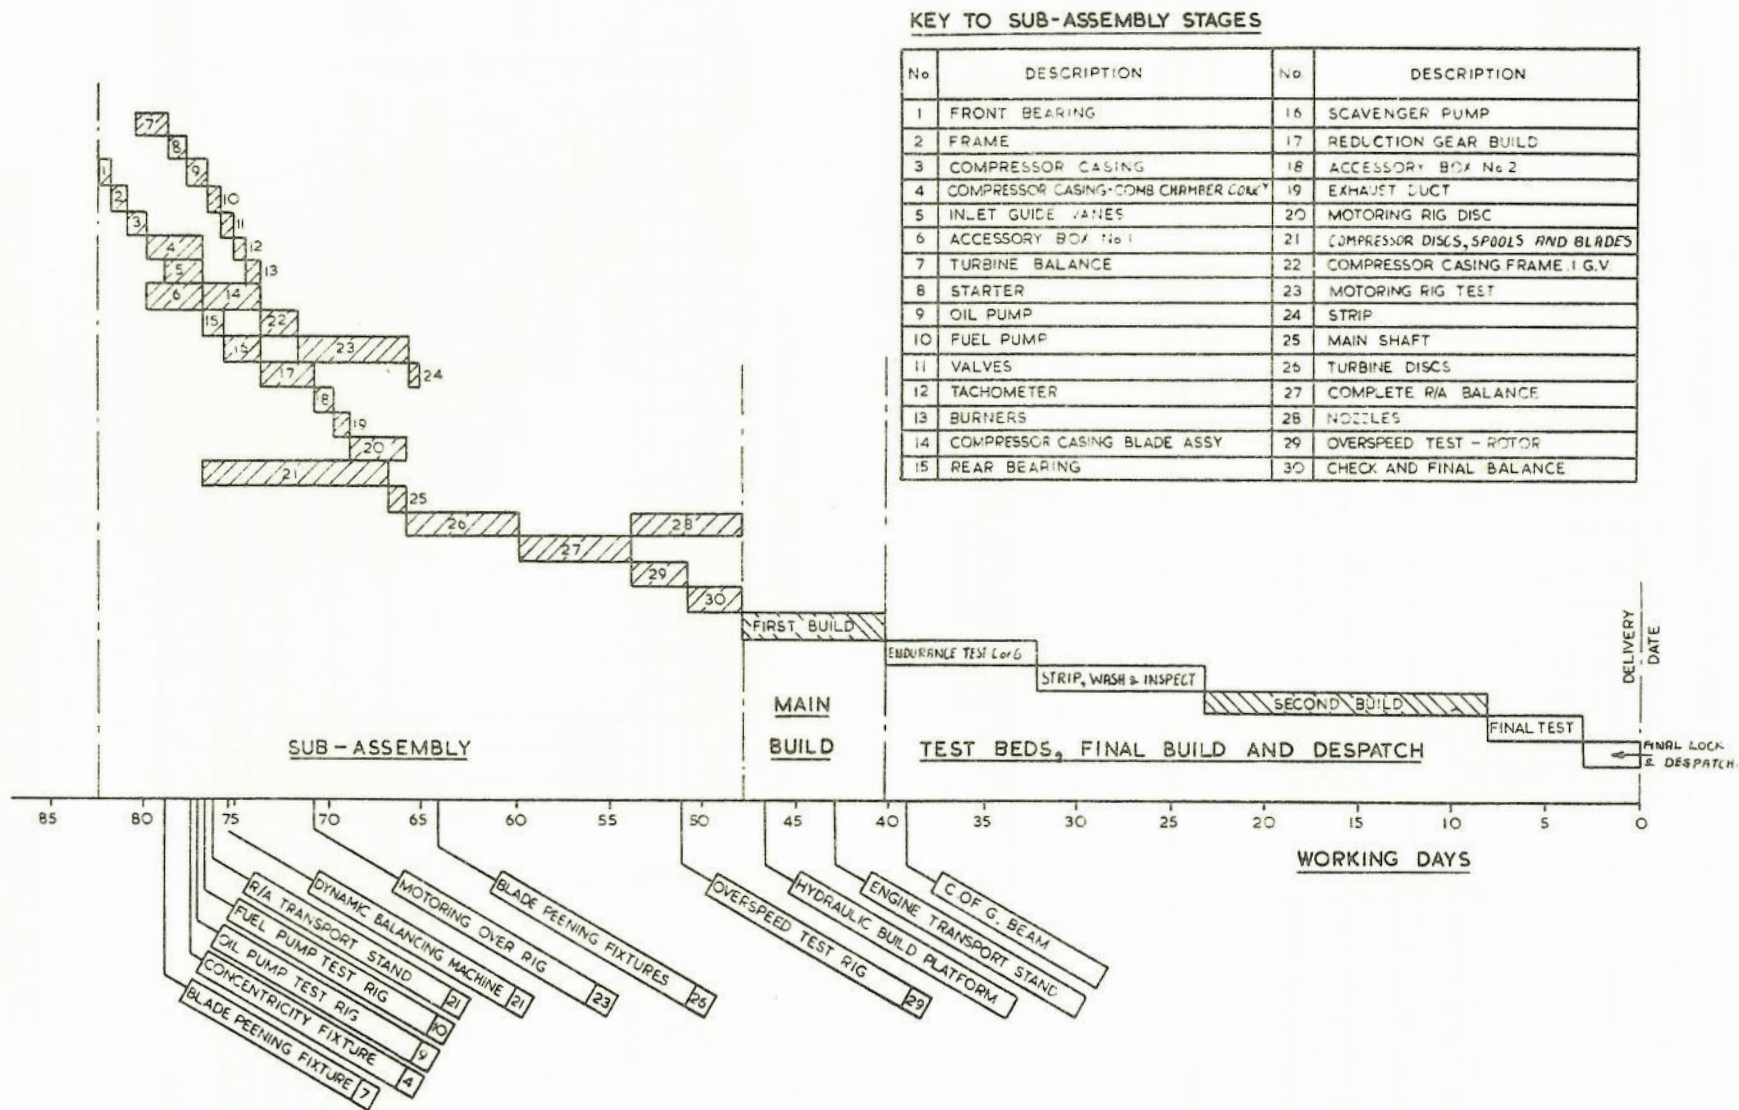 KEY TO SUB-ASSEMBLY STAGES
No DESCRIPTION No. DESCRIPTION
1 FRONT BEARING 16 SCAVENGER PUMP
2 FRAME 17 REDUCTION GEAR BUILD
3 COMPRESSOR CASING 18 ACCESSORY BOX No 2
4 COMPRESSOR CASING-COMB CHAMBER 19 EXHAUST DUCT
5 INLET GUIDE VANES 20 MOTORING RIG DISC
6 ACCESSORY BOX No 1 21 COMPRESSOR DISCS, SPOOLS AND BLADES
7 TURBINE BALANCE 22 COMPRESSOR CASING FRAME. I.G.V.
8 STARTER 23 MOTORING RIG TEST
9 OIL PUMP 24 STRIP
10 FUEL PUMP 25 MAIN SHAFT
11 VALVES 26 TURBINE DISCS
12 TACHOMETER 27 COMPLETE R/A BALANCE
13 BURNERS 28 NOZZLES
14 COMPRESSOR CASING BLADE ASSY 29 OVERSPEED TEST - ROTOR
15 REAR BEARING 30 CHECK AND FINAL BALANCE
7
8
1 9
2 10
3 11
4 12
5 13
6 14
15 22
16 23
17 24
8
19
20
21
25
26 28
27
29
30
FIRST BUILD
ENDURANCE TEST C of G
STRIP, WASH & INSPECT
SECOND BUILD
FINAL TEST
FINAL LOCK
& DESPATCH.
DELIVERY
DATE
SUB-ASSEMBLY
MAIN
BUILD
TEST BEDS, FINAL BUILD AND DESPATCH
85 80 75 70 65 60 55 50 45 40 35 30 25 20 15 10 5 0
WORKING DAYS
BLADE PEENING FIXTURE 7
CONCENTRICITY FIXTURE 4
OIL PUMP TEST RIG 9
FUEL PUMP TEST RIG 10
R/A TRANSPORT STAND 21
DYNAMIC BALANCING MACHINE 21
MOTORING OVER RIG 23
BLADE PEENING FIXTURES 26
OVERSPEED TEST RIG 29
HYDRAULIC BUILD PLATFORM
ENGINE TRANSPORT STAND
C. OF G. BEAM